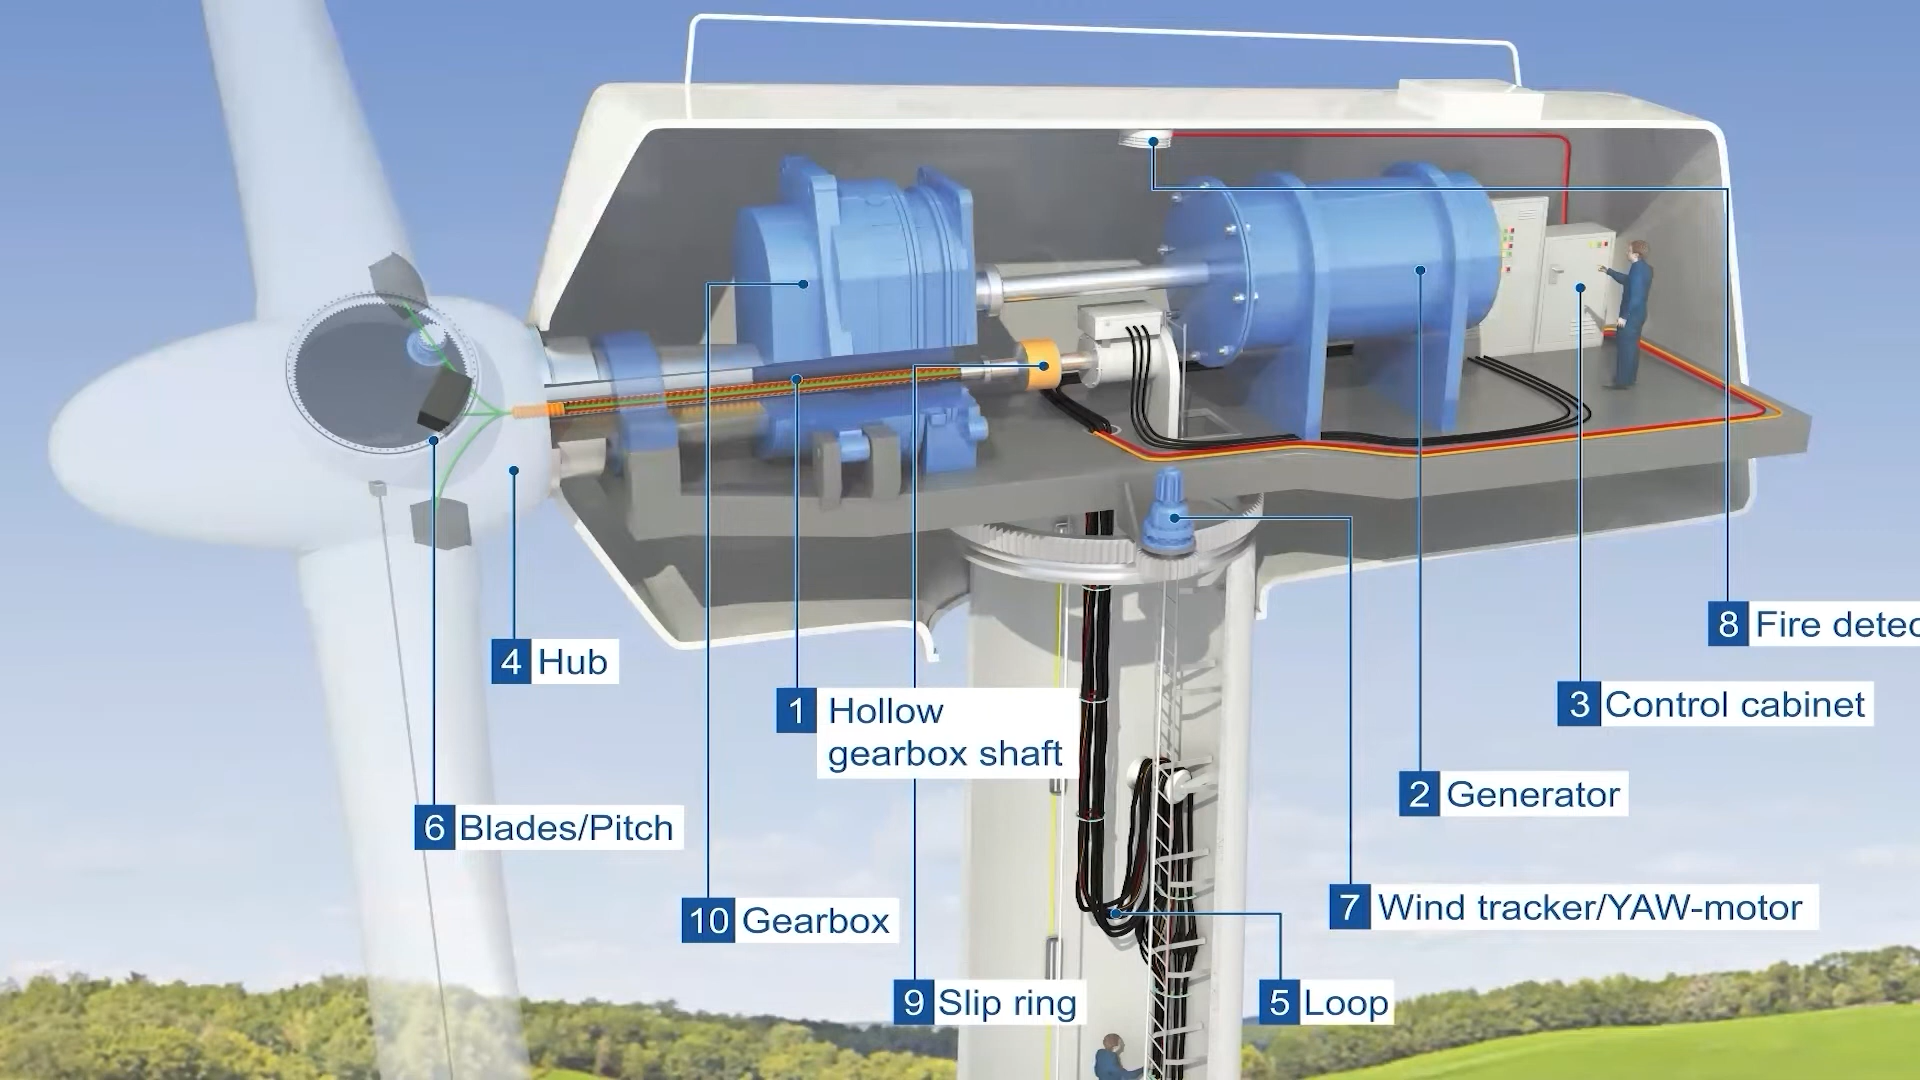 8 Fire detec
4 Hub
3 Control cabinet
1 Hollow
gearbox shaft
2 Generator
6 Blades/Pitch
7 Wind tracker/YAW-motor
10 Gearbox
9 Slip ring
5 Loop